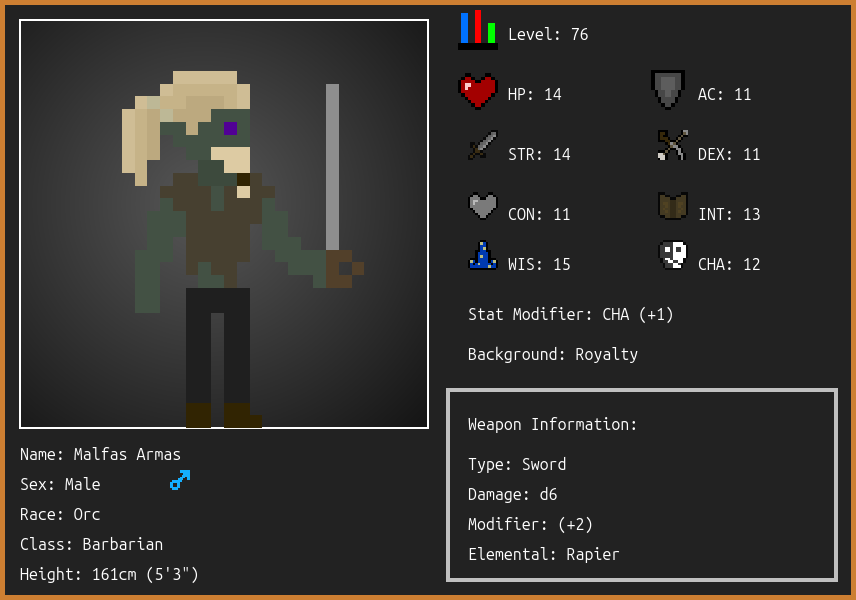 Level: 76
HP: 14
AC: 11
STR: 14
DEX: 11
CON: 11
INT: 13
WIS: 15
CHA: 12
Stat Modifier: CHA (+1)
Background: Royalty
Weapon Information:
Type: Sword
Damage: d6
Modifier: (+2)
Elemental: Rapier
Name: Malfas Armas
Sex: Male
Race: Orc
Class: Barbarian
Height: 161cm (5'3")